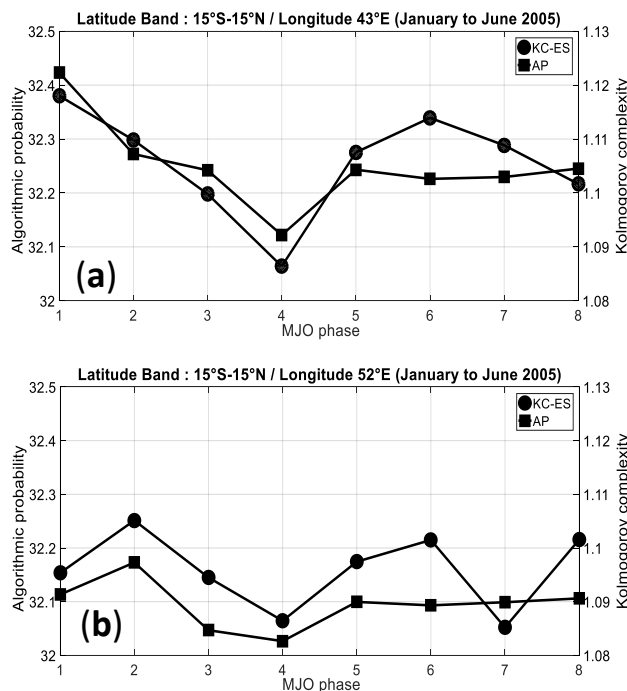 Latitude Band : 15°S-15°N / Longitude 43°E (January to June 2005)
32.5
32.4
32.3
32.2
32.1
32
Algorithmic probability
1.13
1.12
1.11
1.1
1.09
1.08
Kolmogorov complexity
KC-ES
AP
(a)
1 2 3 4 5 6 7 8
MJO phase
Latitude Band : 15°S-15°N / Longitude 52°E (January to June 2005)
32.5
32.4
32.3
32.2
32.1
32
Algorithmic probability
1.13
1.12
1.11
1.1
1.09
1.08
Kolmogorov complexity
KC-ES
AP
(b)
1 2 3 4 5 6 7 8
MJO phase